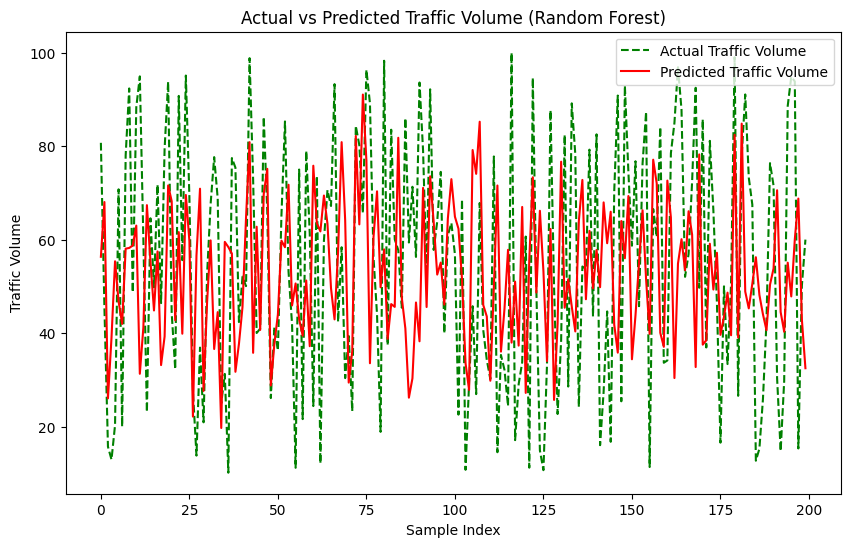 Actual vs Predicted Traffic Volume (Random Forest)
Actual Traffic Volume
Predicted Traffic Volume
Traffic Volume
100
80
60
40
20
0
25
50
75
100
125
150
175
200
Sample Index